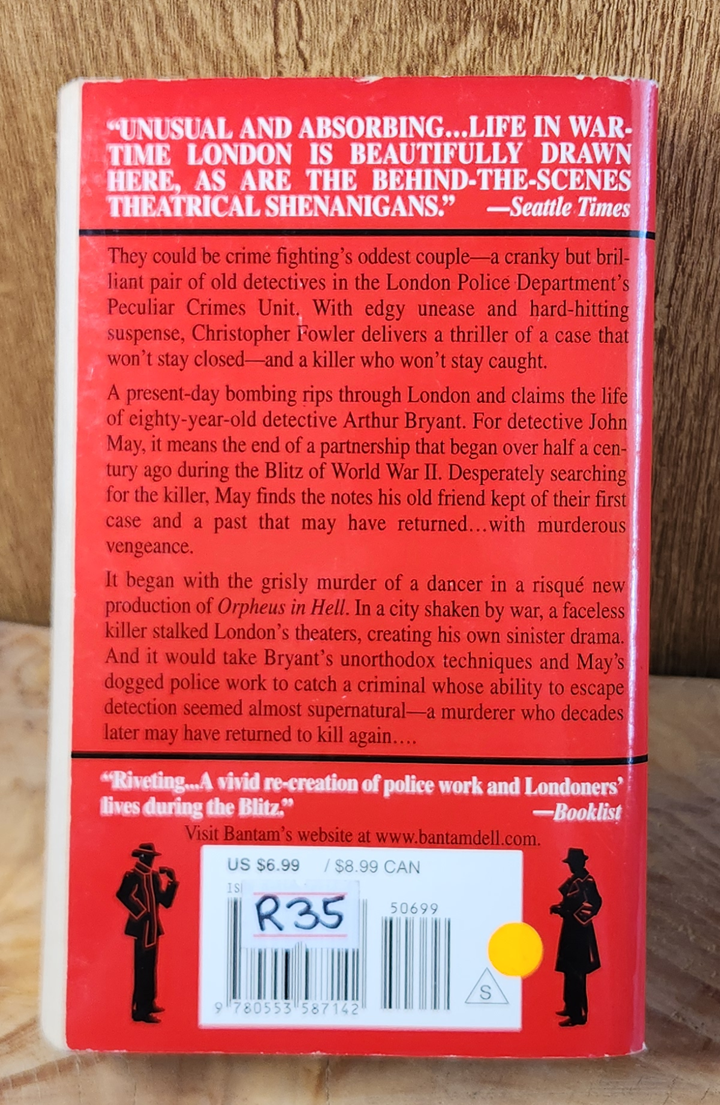 “UNUSUAL AND ABSORBING...LIFE IN WAR-
TIME LONDON IS BEAUTIFULLY DRAWN
HERE, AS ARE THE BEHIND-THE-SCENES
THEATRICAL SHENANIGANS.” —Seattle Times
They could be crime fighting’s oddest couple—a cranky but bril-
liant pair of old detectives in the London Police Department’s
Peculiar Crimes Unit. With edgy unease and hard-hitting
suspense, Christopher Fowler delivers a thriller of a case that
won’t stay closed—and a killer who won’t stay caught.
A present-day bombing rips through London and claims the life
of eighty-year-old detective Arthur Bryant. For detective John
May, it means the end of a partnership that began over half a cen-
tury ago during the Blitz of World War II. Desperately searching
for the killer, May finds the notes his old friend kept of their first
case and a past that may have returned...with murderous
vengeance.
It began with the grisly murder of a dancer in a risqué new
production of Orpheus in Hell. In a city shaken by war, a faceless
killer stalked London’s theaters, creating his own sinister drama.
And it would take Bryant’s unorthodox techniques and May’s
dogged police work to catch a criminal whose ability to escape
detection seemed almost supernatural—a murderer who decades
later may have returned to kill again....
“Riveting...A vivid re-creation of police work and Londoners’
lives during the Blitz.” —Booklist
Visit Bantam’s website at www.bantamdell.com.
US $6.99 / $8.99 CAN
IS
R35
50699
S
9 780553 587142